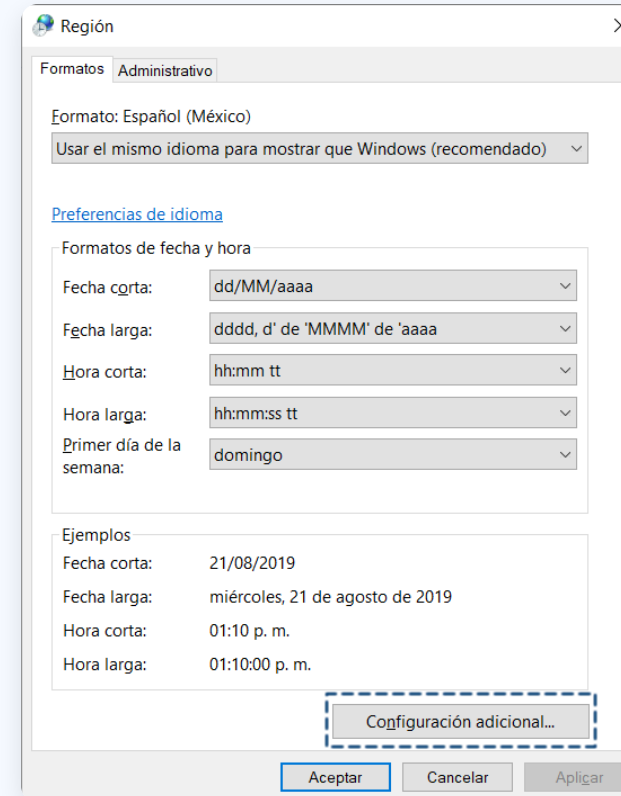 Región
Formatos Administrativo
Formato: Español (México)
Usar el mismo idioma para mostrar que Windows (recomendado)
Preferencias de idioma
Formatos de fecha y hora
Fecha corta: dd/MM/aaaa
Fecha larga: dddd, d' de 'MMMM' de 'aaaa
Hora corta: hh:mm tt
Hora larga: hh:mm:ss tt
Primer día de la
semana: domingo
Ejemplos
Fecha corta: 21/08/2019
Fecha larga: miércoles, 21 de agosto de 2019
Hora corta: 01:10 p. m.
Hora larga: 01:10:00 p. m.
Configuración adicional...
Aceptar Cancelar Aplicar